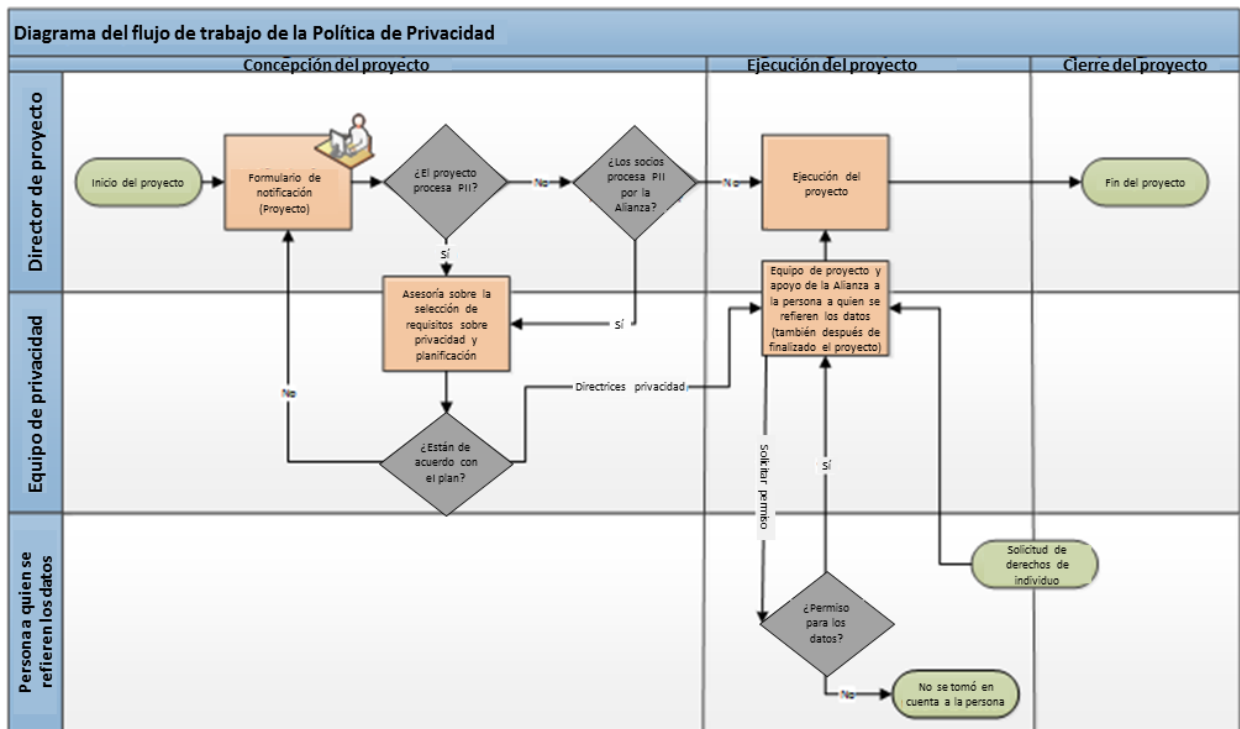 Diagrama del flujo de trabajo de la Política de Privacidad
Concepción del proyecto
Ejecución del proyecto
Cierre del proyecto
Director de proyecto
Inicio del proyecto
Formulario de
notificación
(Proyecto)
¿El proyecto
procesa PII?
No
¿Los socios
procesa PII
por la
Alianza?
No
Ejecución del
proyecto
Fin del proyecto
Sí
Equipo de privacidad
Asesoría sobre la
selección de
requisitos sobre
privacidad y
planificación
Sí
Equipo de proyecto y
apoyo de la Alianza a
la persona a quien se
refieren los datos
(también después de
finalizado el proyecto)
No
Directrices privacidad
¿Están de
acuerdo con
el plan?
Solicitar permiso
Sí
Persona a quien se
refieren los datos
Solicitud de
derechos de
individuo
¿Permiso
para los
datos?
No
No se tomó en
cuenta a la persona